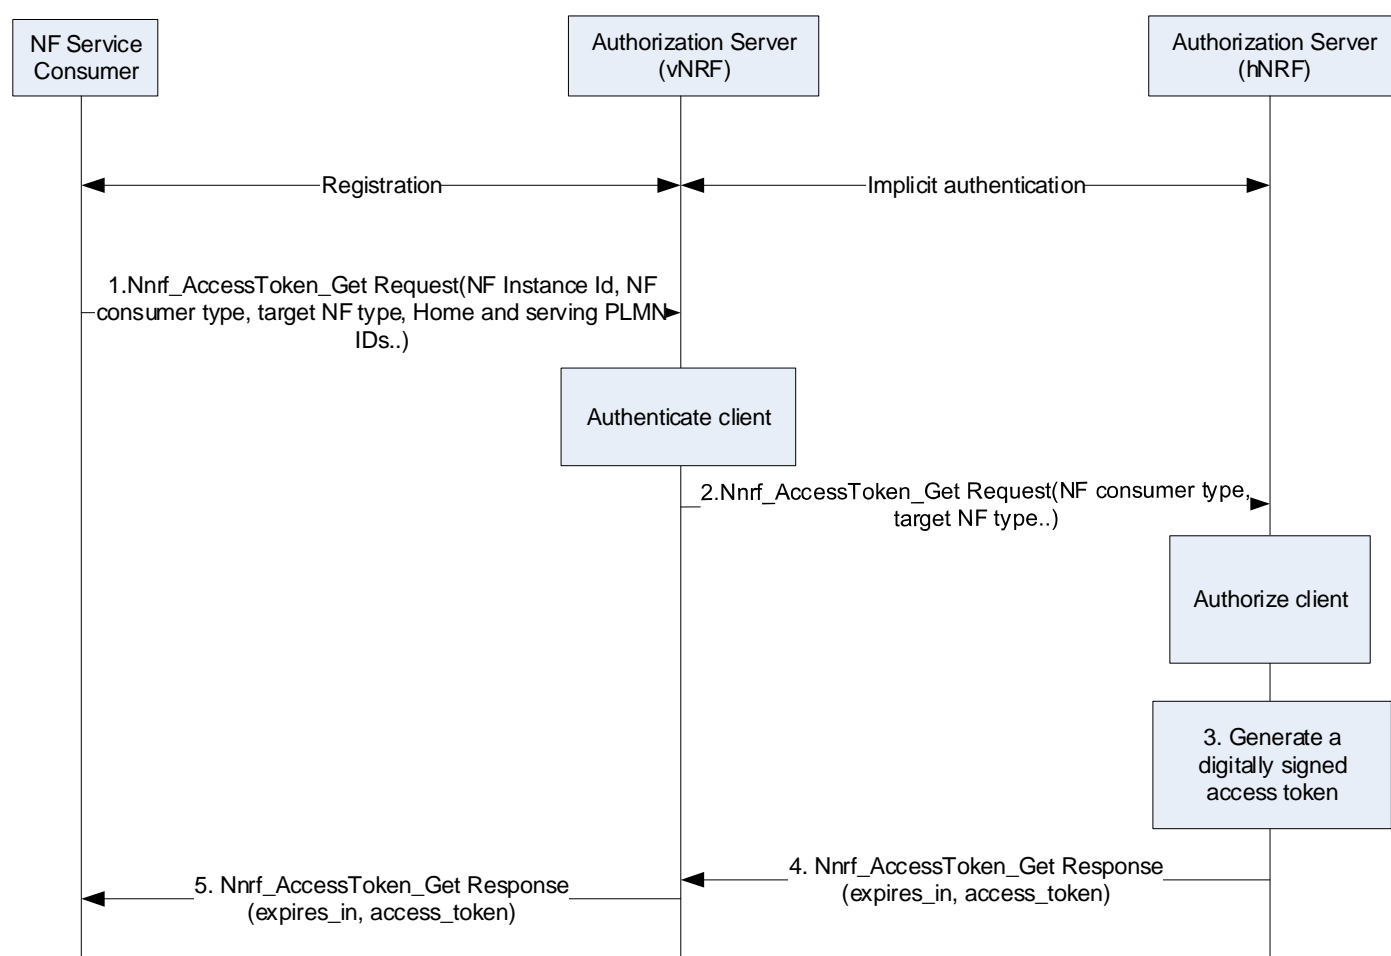 NF Service
Consumer
Authorization Server
(vNRF)
Authorization Server
(hNRF)
Registration
Implicit authentication
1.Nnrf_AccessToken_Get Request(NF Instance Id, NF
consumer type, target NF type, Home and serving PLMN
IDs..)
Authenticate client
2.Nnrf_AccessToken_Get Request(NF consumer type,
target NF type..)
Authorize client
3. Generate a
digitally signed
access token
4. Nnrf_AccessToken_Get Response
(expires_in, access_token)
5. Nnrf_AccessToken_Get Response
(expires_in, access_token)